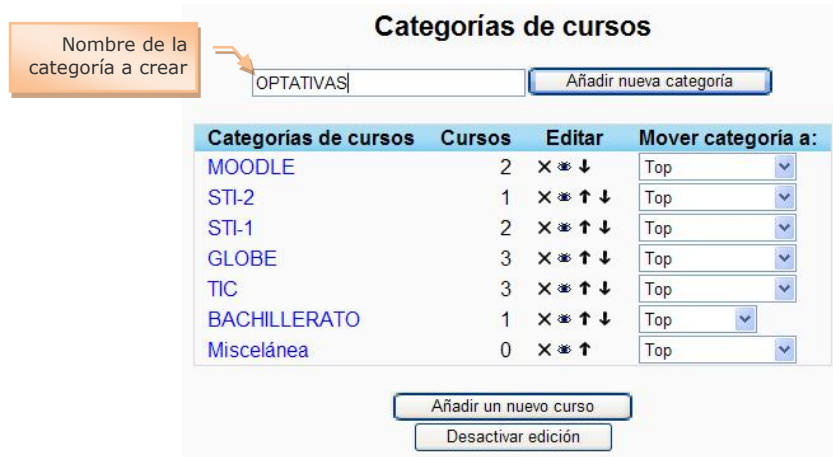 Categorías de cursos
Nombre de la
categoría a crear
OPTATIVAS Añadir nueva categoría
Categorías de cursos Cursos Editar Mover categoría a:
MOODLE 2 Top
STI-2 1 Top
STI-1 2 Top
GLOBE 3 Top
TIC 3 Top
BACHILLERATO 1 Top
Miscelánea 0 Top
Añadir un nuevo curso
Desactivar edición